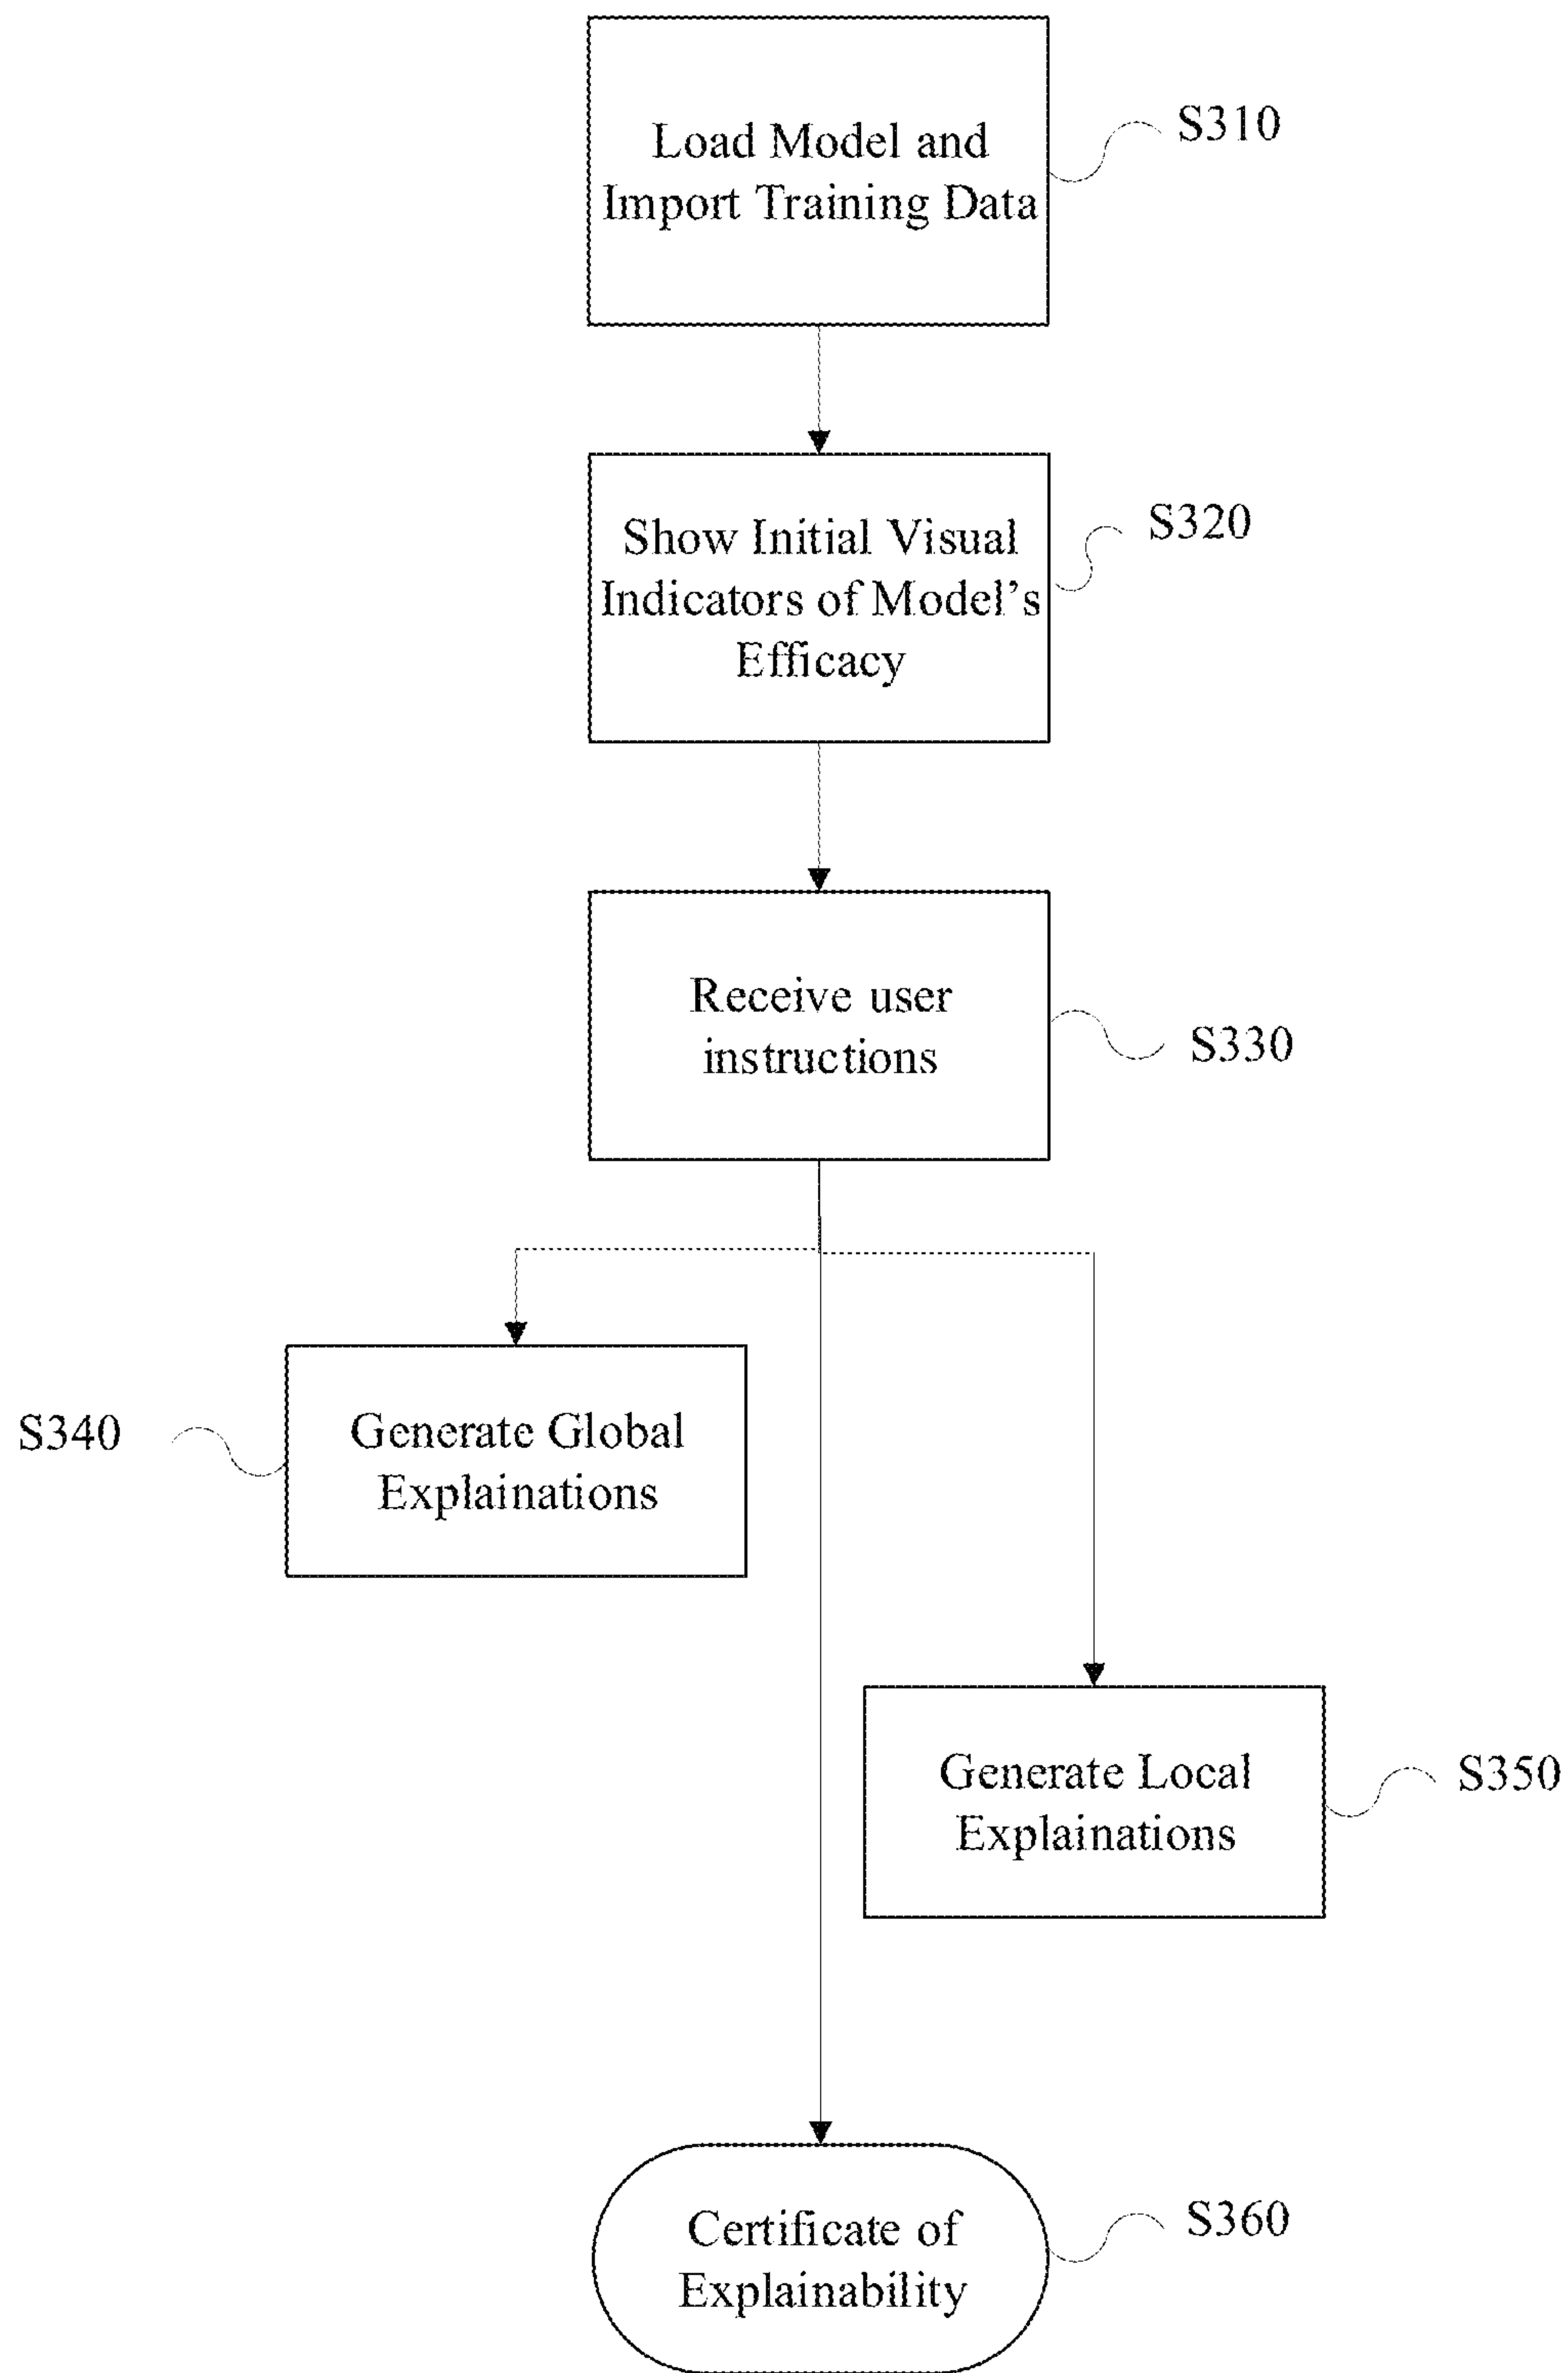 Load Model and
Import Training Data
S310
Show Initial Visual
Indicators of Model's
Efficacy
S320
Receive user
instructions
S330
S340
Generate Global
Explainations
Generate Local
Explainations
S350
Certificate of
Explainability
S360